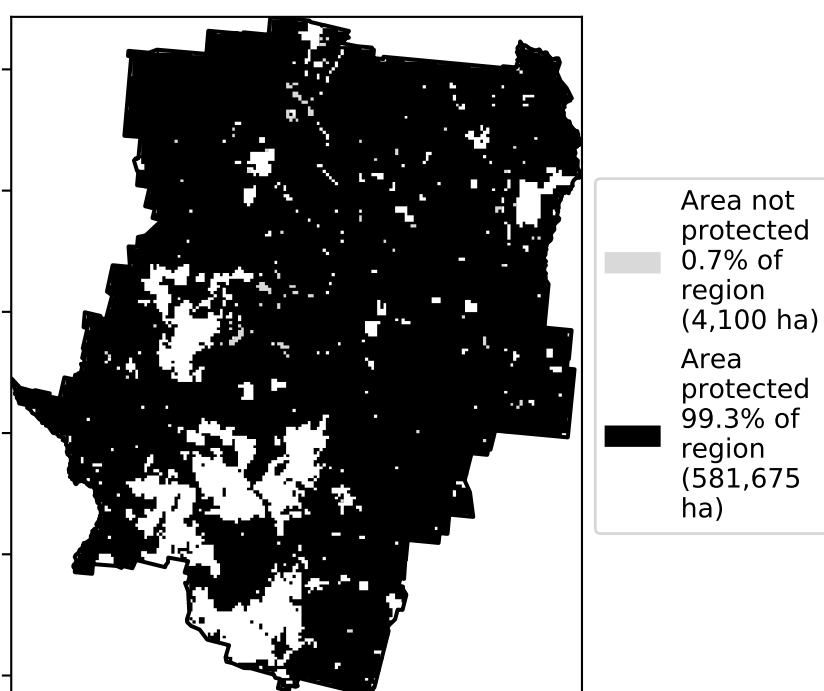 Area not
protected
0.7% of
region
(4,100 ha)
Area
protected
99.3% of
region
(581,675
ha)